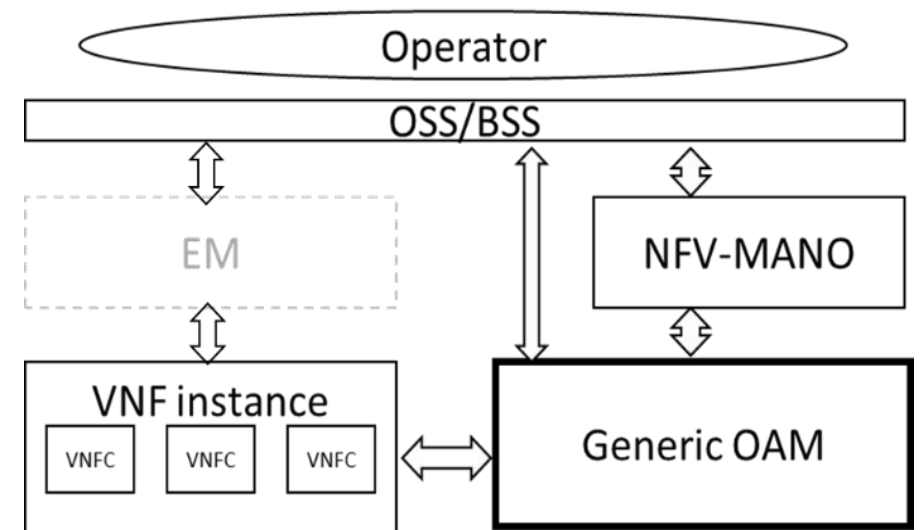 Operator
OSS/BSS
EM
NFV-MANO
VNF instance
VNFC VNFC VNFC
Generic OAM